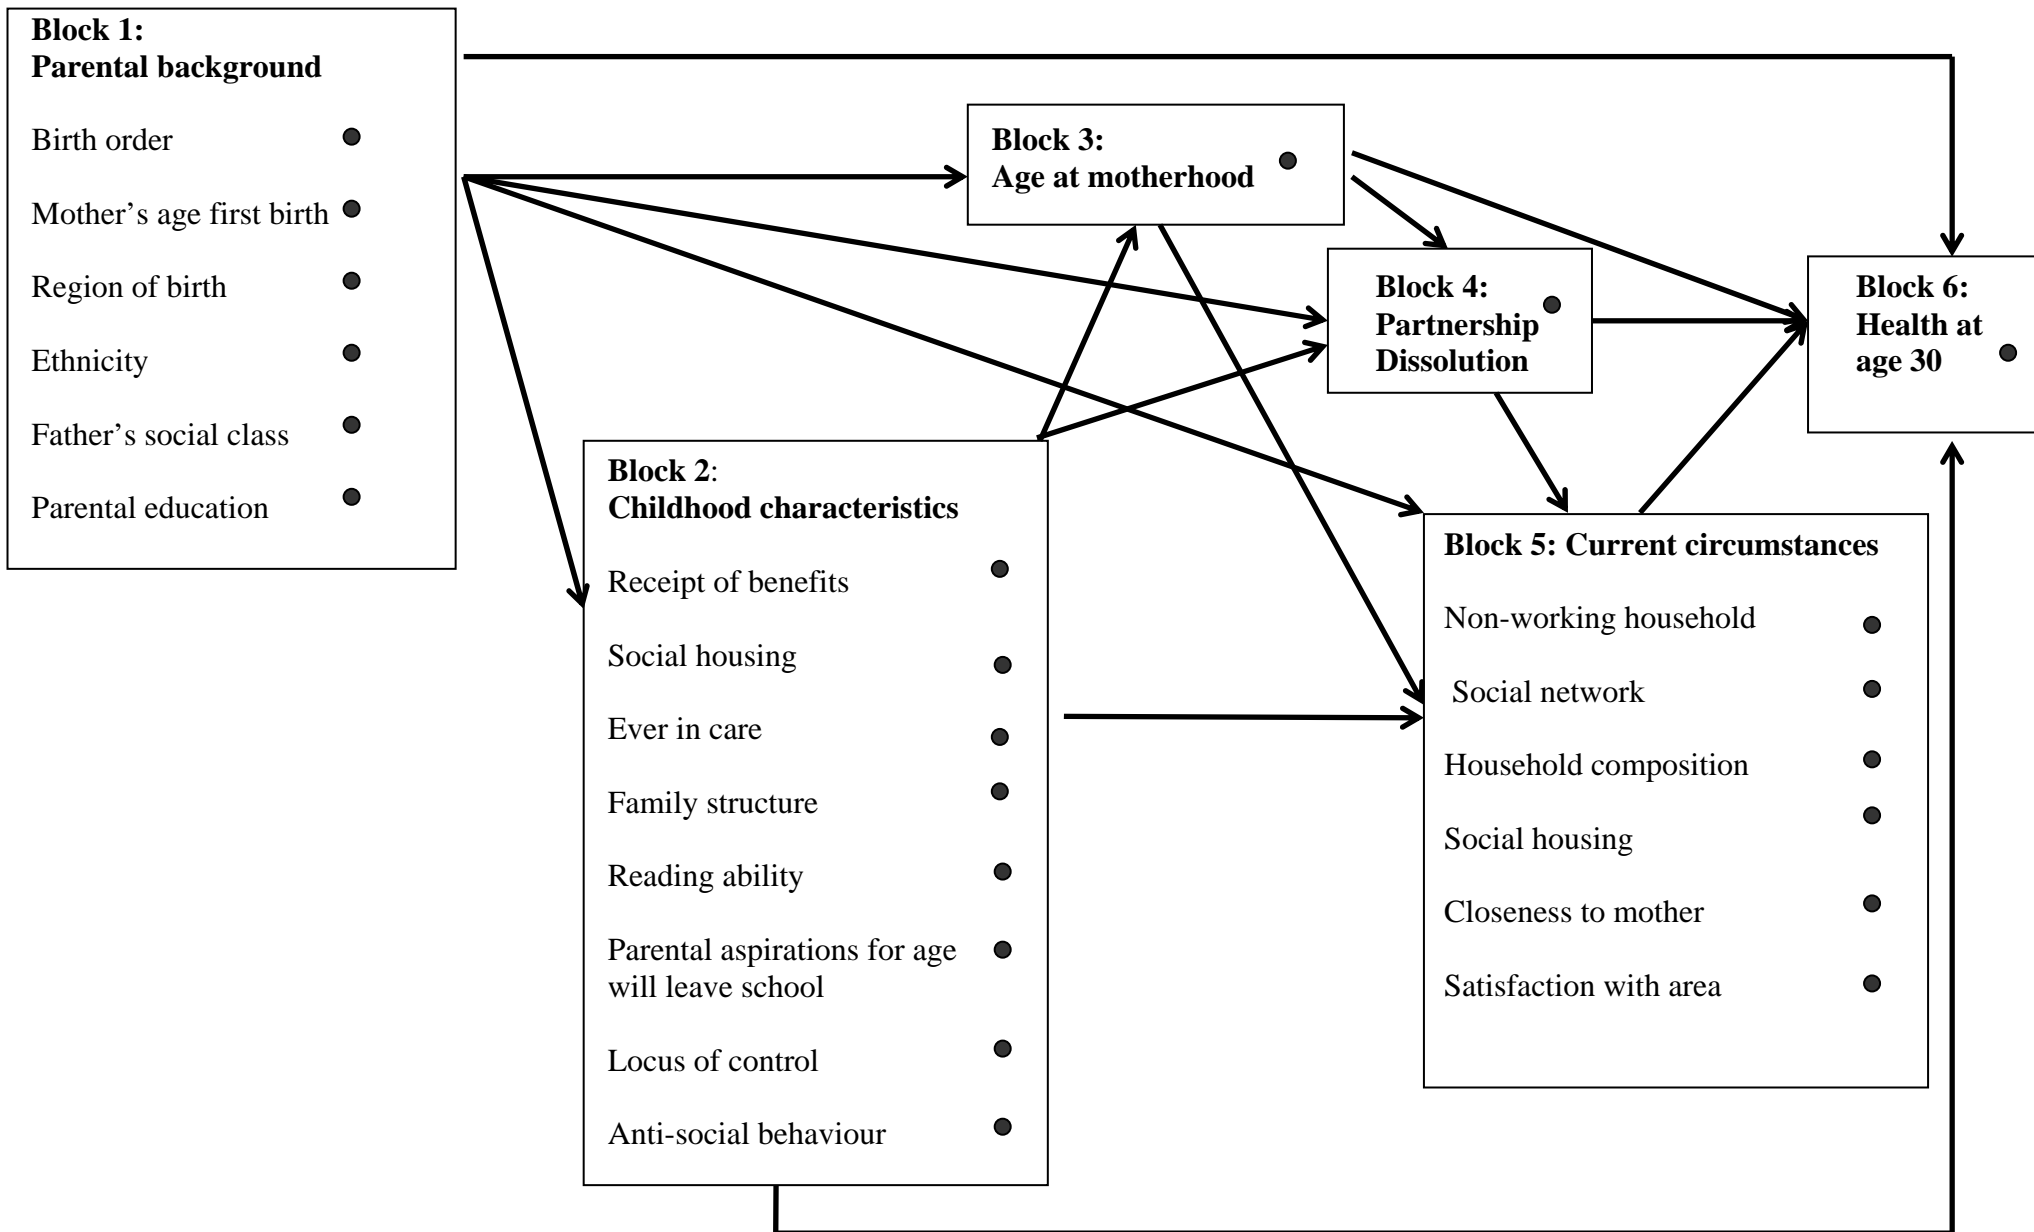 Block 1:
Parental background
Birth order
Mother’s age first birth
Region of birth
Ethnicity
Father’s social class
Parental education
Block 2:
Childhood characteristics
Receipt of benefits
Social housing
Ever in care
Family structure
Reading ability
Parental aspirations for age
will leave school
Locus of control
Anti-social behaviour
Block 3:
Age at motherhood
Block 4:
Partnership
Dissolution
Block 5: Current circumstances
Non-working household
Social network
Household composition
Social housing
Closeness to mother
Satisfaction with area
Block 6:
Health at
age 30